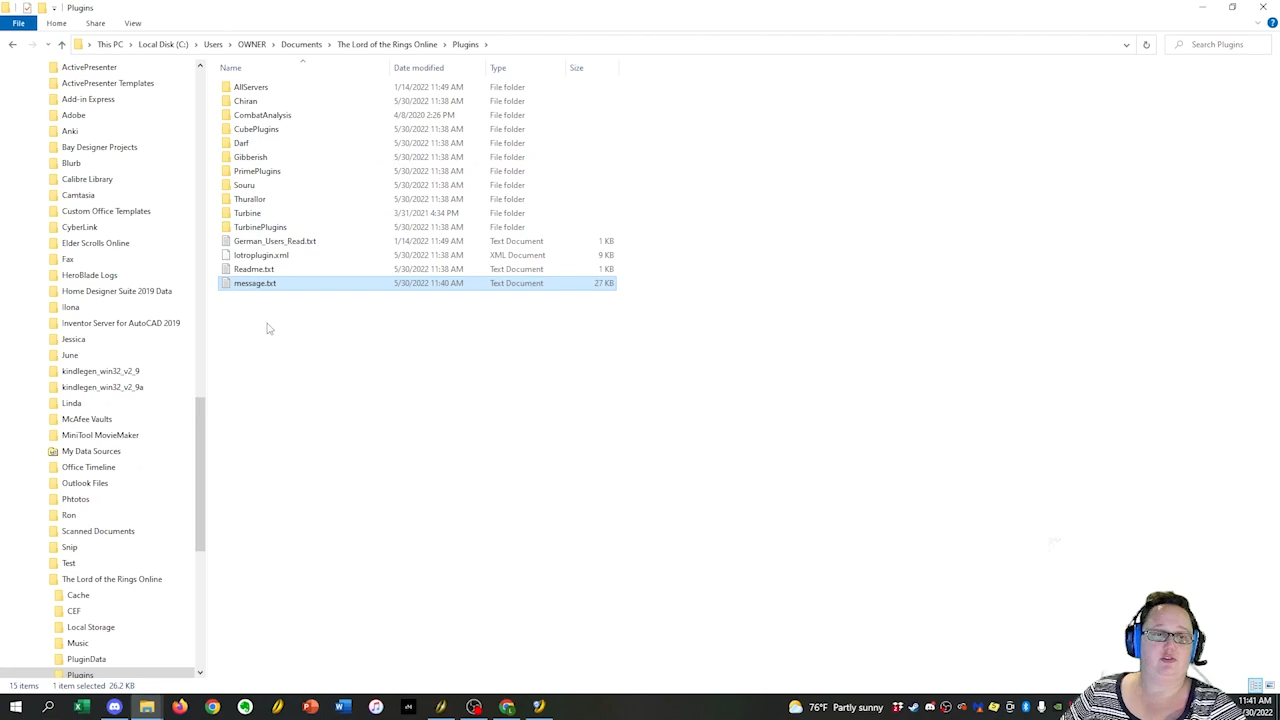 Plugins
File
Home
Share
View
This PC
Local Disk (C:)
Users
OWNER
Documents
The Lord of the Rings Online
Plugins
Search Plugins
ActivePresenter
ActivePresenter Templates
Add-in Express
Adobe
Anki
Bay Designer Projects
Blurb
Calibre Library
Camtasia
Custom Office Templates
CyberLink
Elder Scrolls Online
Fax
HeroBlade Logs
Home Designer Suite 2019 Data
Ilona
Inventor Server for AutoCAD 2019
Jessica
June
kindlegen_win32_v2_9
kindlegen_win32_v2_9a
Linda
McAfee Vaults
MiniTool MovieMaker
My Data Sources
Office Timeline
Outlook Files
Phtotos
Ron
Scanned Documents
Snip
Test
The Lord of the Rings Online
Cache
CEF
Local Storage
Music
PluginData
Plugins
Name Date modified Type Size
AllServers 1/14/2022 11:49 AM File folder
Chiran 5/30/2022 11:38 AM File folder
CombatAnalysis 4/8/2020 2:26 PM File folder
CubePlugins 5/30/2022 11:38 AM File folder
Darf 5/30/2022 11:38 AM File folder
Gibberish 5/30/2022 11:38 AM File folder
PrimePlugins 5/30/2022 11:38 AM File folder
Souru 5/30/2022 11:38 AM File folder
Thurallor 5/30/2022 11:38 AM File folder
Turbine 3/31/2021 4:34 PM File folder
TurbinePlugins 5/30/2022 11:38 AM File folder
German_Users_Read.txt 1/14/2022 11:49 AM Text Document 1 KB
lotroplugin.xml 5/30/2022 11:38 AM XML Document 9 KB
Readme.txt 5/30/2022 11:38 AM Text Document 1 KB
message.txt 5/30/2022 11:40 AM Text Document 27 KB
15 items 1 item selected 26.2 KB
76°F Partly sunny
11:41 AM
/30/2022